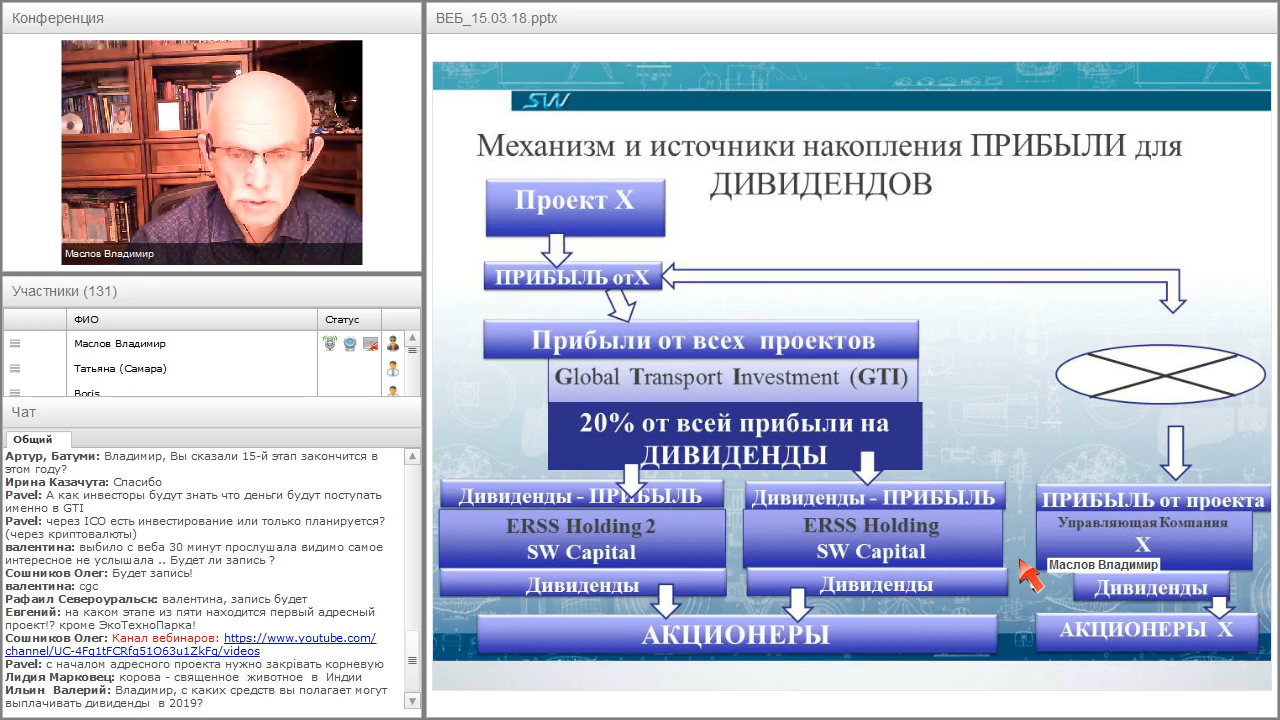 Конференция
Маслов Владимир
Участники (131)
ФИО
Статус
Маслов Владимир
Татьяна (Самара)
Boris
Чат
Общий
Артур, Батуми: Владимир, Вы сказали 15-й этап закончится в
этом году?
Ирина Казачута: Спасибо
Pavel: А как инвесторы будут знать что деньги будут поступать
именно в GTI
Pavel: через ICO есть инвестирование или только планируется?
(через криптовалюты)
валентина: выбило с веба 30 минут прослушала видимо самое
интересное не услышала .. Будет ли запись ?
Сошников Олег: Будет запись!
валентина: cgc
Рафаил Североуральск: валентина, запись будет
Евгений: на каком этапе из пяти находится первый адресный
проект!? кроме ЭкоТехноПарка!
Сошников Олег: Канал вебинаров: https://www.youtube.com/
channel/UC-4Fq1tFCRfq51O63u1ZkFg/videos
Pavel: с началом адресного проекта нужно закрівать корневую
Лидия Марковец: корова - священное животное в Индии
Ильин Валерий: Владимир, с каких средств вы полагает могут
выплачивать дивиденды в 2019?
ВЕБ_15.03.18.pptx
SW
Механизм и источники накопления ПРИБЫЛИ для
ДИВИДЕНДОВ
Проект Х
ПРИБЫЛЬ отХ
Прибыли от всех проектов
Global Transport Investment (GTI)
20% от всей прибыли на
ДИВИДЕНДЫ
Дивиденды - ПРИБЫЛЬ
ERSS Holding 2
SW Capital
Дивиденды
Дивиденды - ПРИБЫЛЬ
ERSS Holding
SW Capital
Дивиденды
АКЦИОНЕРЫ
ПРИБЫЛЬ от проекта
Управляющая Компания
Х
Маслов Владимир
Дивиденды
АКЦИОНЕРЫ Х